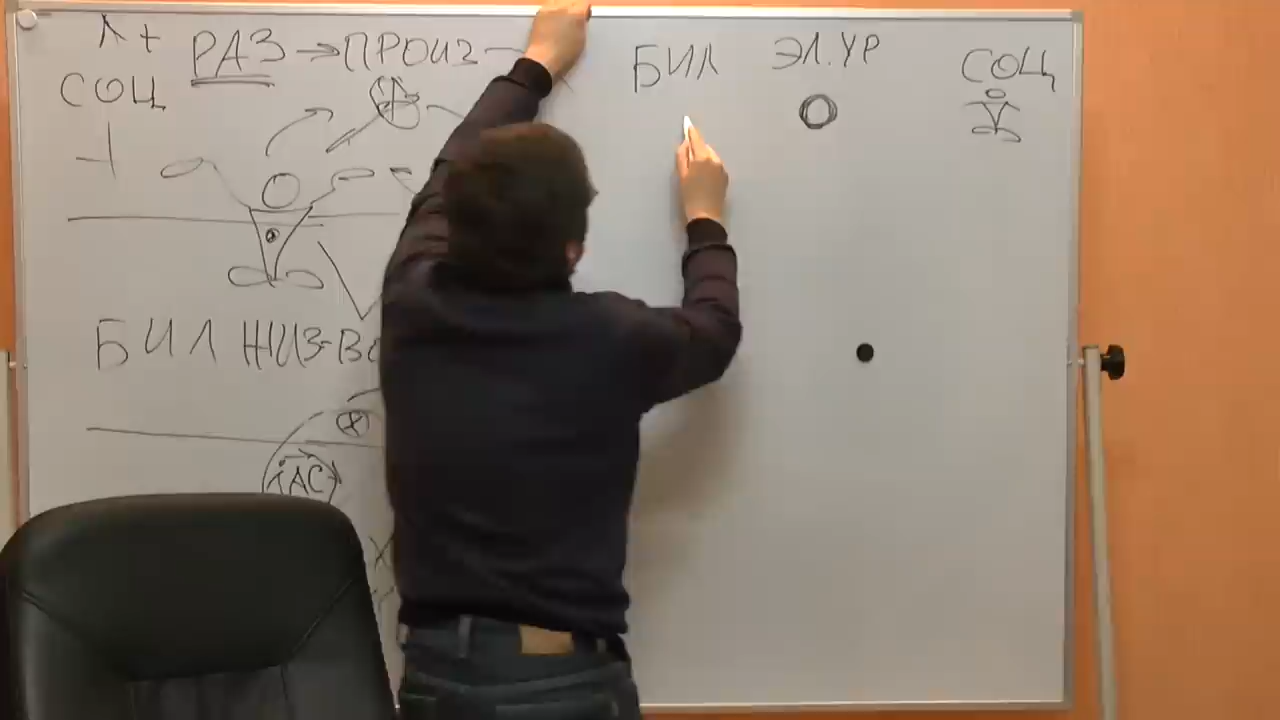 Л +
РАЗ → ПРОИЗ
СОЦ
БИЛ ЖИЗ-ВО
АС
БИЛ ЭЛ.УР СОЦ